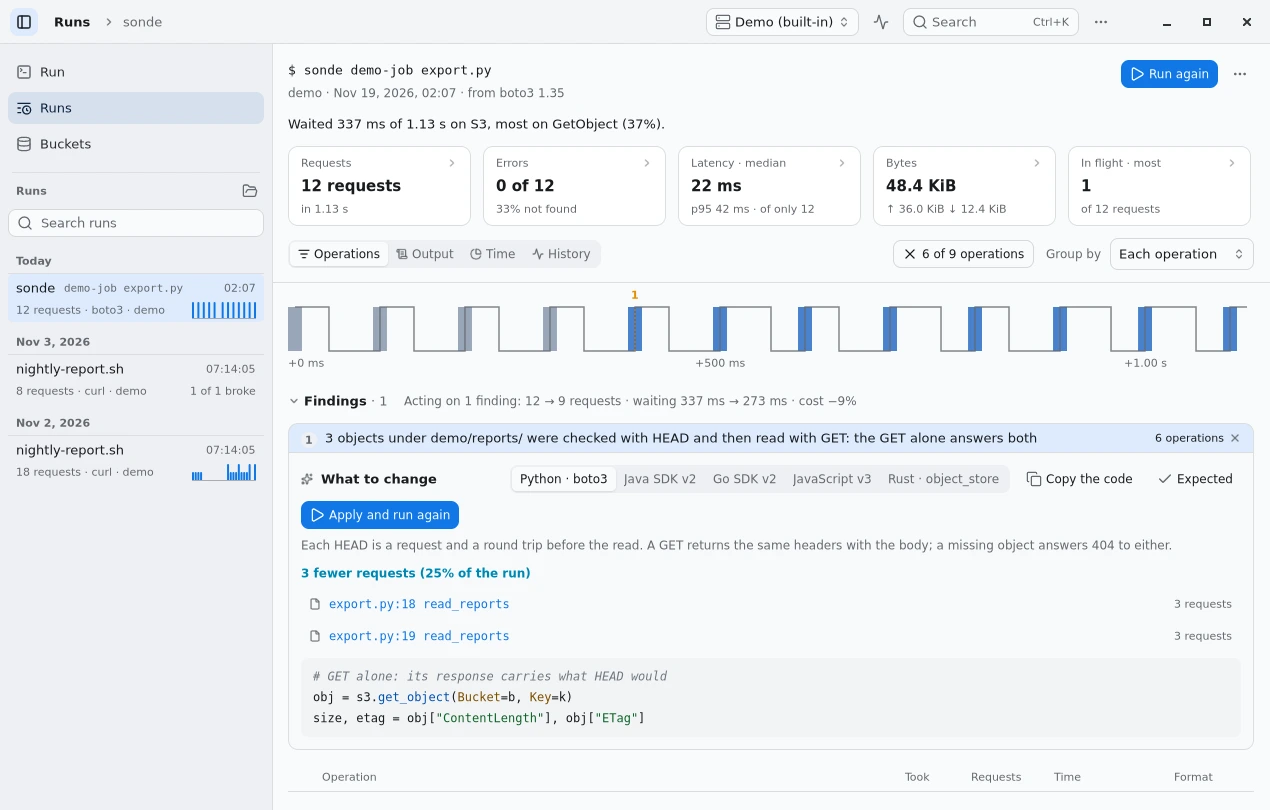 Runs > sonde
Demo (built-in)
Search Ctrl+K
Run
Runs
Buckets
Runs
Search runs
Today
sonde demo-job export.py 02:07
12 requests · boto3 · demo
Nov 3, 2026
nightly-report.sh 07:14:05
8 requests · curl · demo 1 of 1 broke
Nov 2, 2026
nightly-report.sh 07:14:05
18 requests · curl · demo
$ sonde demo-job export.py
demo · Nov 19, 2026, 02:07 · from boto3 1.35
Run again
Waited 337 ms of 1.13 s on S3, most on GetObject (37%).
Requests
12 requests
in 1.13 s
Errors
0 of 12
33% not found
Latency · median
22 ms
p95 42 ms · of only 12
Bytes
48.4 KiB
↑ 36.0 KiB ↓ 12.4 KiB
In flight · most
1
of 12 requests
Operations Output Time History
6 of 9 operations Group by Each operation
1
+0 ms +500 ms +1.00 s
Findings · 1 Acting on 1 finding: 12 → 9 requests · waiting 337 ms → 273 ms · cost −9%
1 3 objects under demo/reports/ were checked with HEAD and then read with GET: the GET alone answers both 6 operations
What to change Python · boto3 Java SDK v2 Go SDK v2 JavaScript v3 Rust · object_store Copy the code Expected
Apply and run again
Each HEAD is a request and a round trip before the read. A GET returns the same headers with the body; a missing object answers 404 to either.
3 fewer requests (25% of the run)
export.py:18 read_reports 3 requests
export.py:19 read_reports 3 requests
# GET alone: its response carries what HEAD would
obj = s3.get_object(Bucket=b, Key=k)
size, etag = obj["ContentLength"], obj["ETag"]
Operation Took Requests Time Format